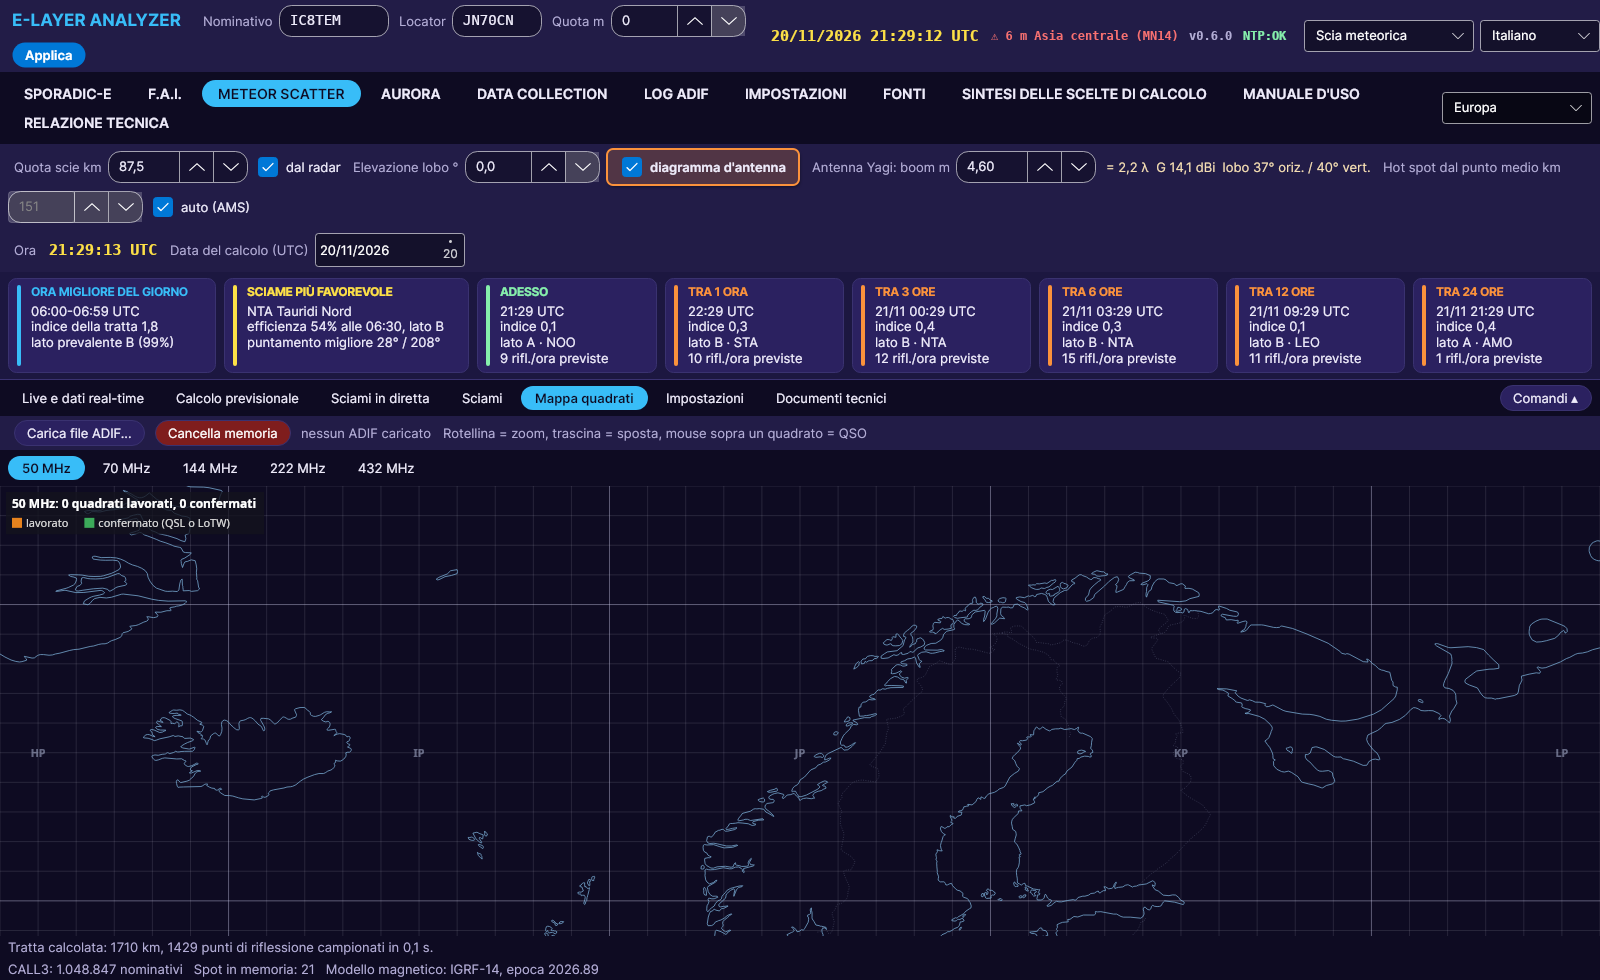 E-LAYER ANALYZER Nominativo IC8TEM Locator JN70CN Quota m 0
20/11/2026 21:29:12 UTC ⚠ 6 m Asia centrale (MN14) v0.6.0 NTP:OK Scia meteorica Italiano
Applica
SPORADIC-E F.A.I. METEOR SCATTER AURORA DATA COLLECTION LOG ADIF IMPOSTAZIONI FONTI SINTESI DELLE SCELTE DI CALCOLO MANUALE D'USO
RELAZIONE TECNICA
Europa
Quota scie km 87,5 dal radar Elevazione lobo ° 0,0 diagramma d'antenna Antenna Yagi: boom m 4,60 = 2,2 λ G 14,1 dBi lobo 37° oriz. / 40° vert. Hot spot dal punto medio km
151 auto (AMS)
Ora 21:29:13 UTC Data del calcolo (UTC) 20/11/2026 20
ORA MIGLIORE DEL GIORNO
06:00-06:59 UTC
indice della tratta 1,8
lato prevalente B (99%)
SCIAME PIÙ FAVOREVOLE
NTA Tauridi Nord
efficienza 54% alle 06:30, lato B
puntamento migliore 28° / 208°
ADESSO
21:29 UTC
indice 0,1
lato A · NOO
9 rifl./ora previste
TRA 1 ORA
22:29 UTC
indice 0,3
lato B · STA
10 rifl./ora previste
TRA 3 ORE
21/11 00:29 UTC
indice 0,4
lato B · NTA
12 rifl./ora previste
TRA 6 ORE
21/11 03:29 UTC
indice 0,3
lato B · NTA
15 rifl./ora previste
TRA 12 ORE
21/11 09:29 UTC
indice 0,1
lato B · LEO
11 rifl./ora previste
TRA 24 ORE
21/11 21:29 UTC
indice 0,4
lato A · AMO
1 rifl./ora previste
Live e dati real-time Calcolo previsionale Sciami in diretta Sciami Mappa quadrati Impostazioni Documenti tecnici Comandi ▴
Carica file ADIF... Cancella memoria nessun ADIF caricato Rotellina = zoom, trascina = sposta, mouse sopra un quadrato = QSO
50 MHz 70 MHz 144 MHz 222 MHz 432 MHz
50 MHz: 0 quadrati lavorati, 0 confermati
lavorato confermato (QSL o LoTW)
HP IP JP KP LP
Tratta calcolata: 1710 km, 1429 punti di riflessione campionati in 0,1 s.
CALL3: 1.048.847 nominativi Spot in memoria: 21 Modello magnetico: IGRF-14, epoca 2026.89